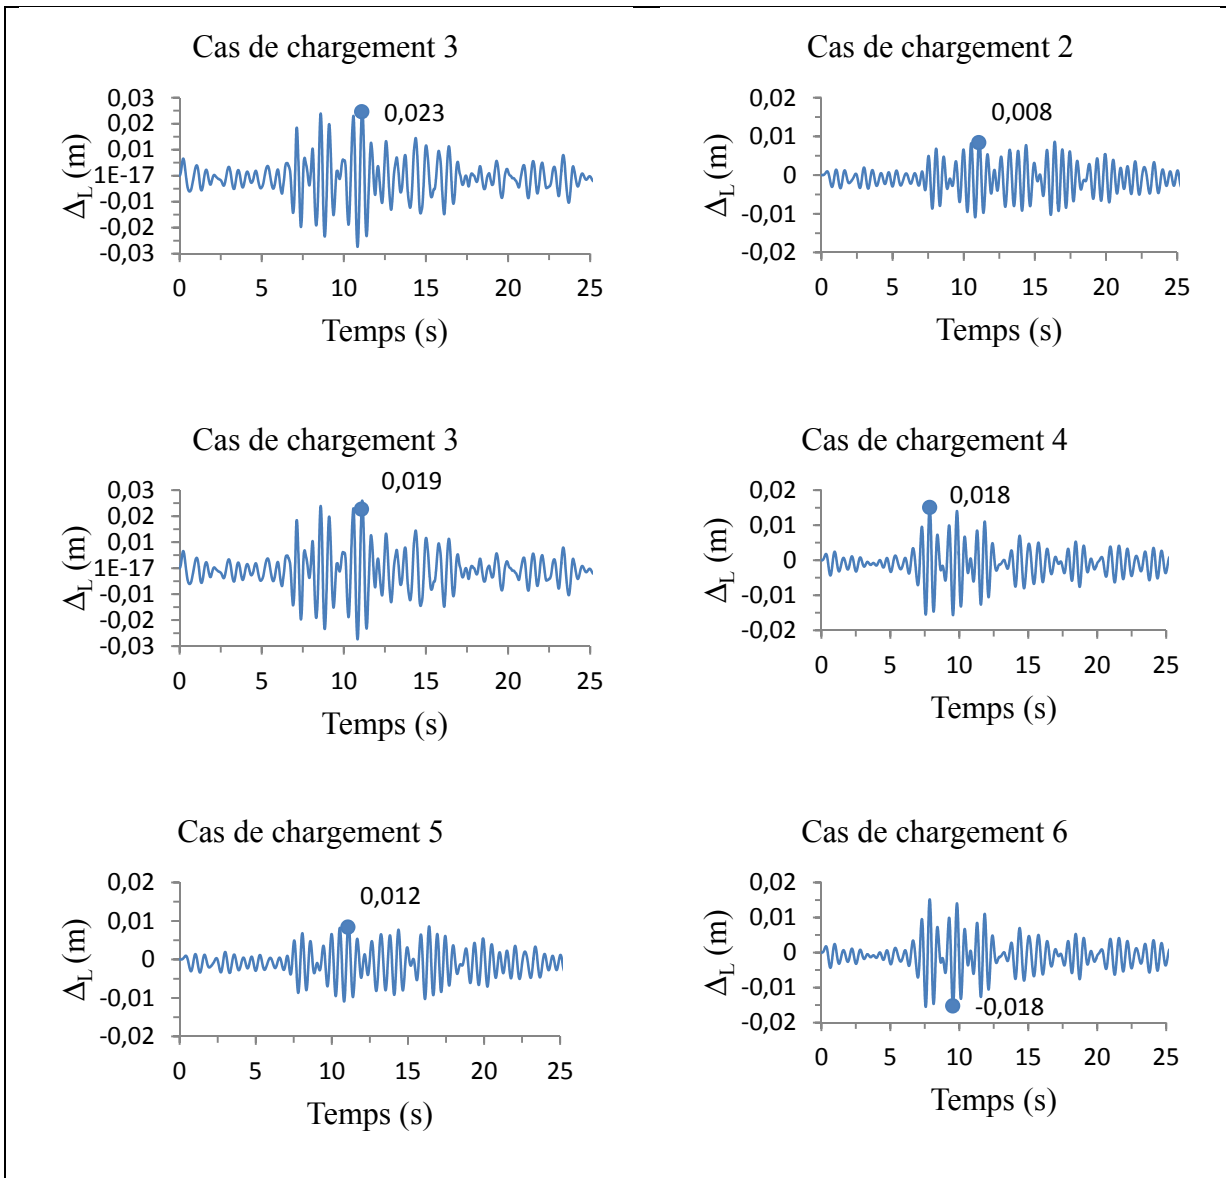 Cas de chargement 3
0,03
0,02
0,01
1E-17
-0,01
-0,02
-0,03
Δ_L (m)
0,023
0 5 10 15 20 25
Temps (s)
Cas de chargement 2
0,02
0,01
0
-0,01
-0,02
Δ_L (m)
0,008
0 5 10 15 20 25
Temps (s)
Cas de chargement 3
0,03
0,02
0,01
1E-17
-0,01
-0,02
-0,03
Δ_L (m)
0,019
0 5 10 15 20 25
Temps (s)
Cas de chargement 4
0,02
0,01
0
-0,01
-0,02
Δ_L (m)
0,018
0 5 10 15 20 25
Temps (s)
Cas de chargement 5
0,02
0,01
0
-0,01
-0,02
Δ_L (m)
0,012
0 5 10 15 20 25
Temps (s)
Cas de chargement 6
0,02
0,01
0
-0,01
-0,02
Δ_L (m)
-0,018
0 5 10 15 20 25
Temps (s)